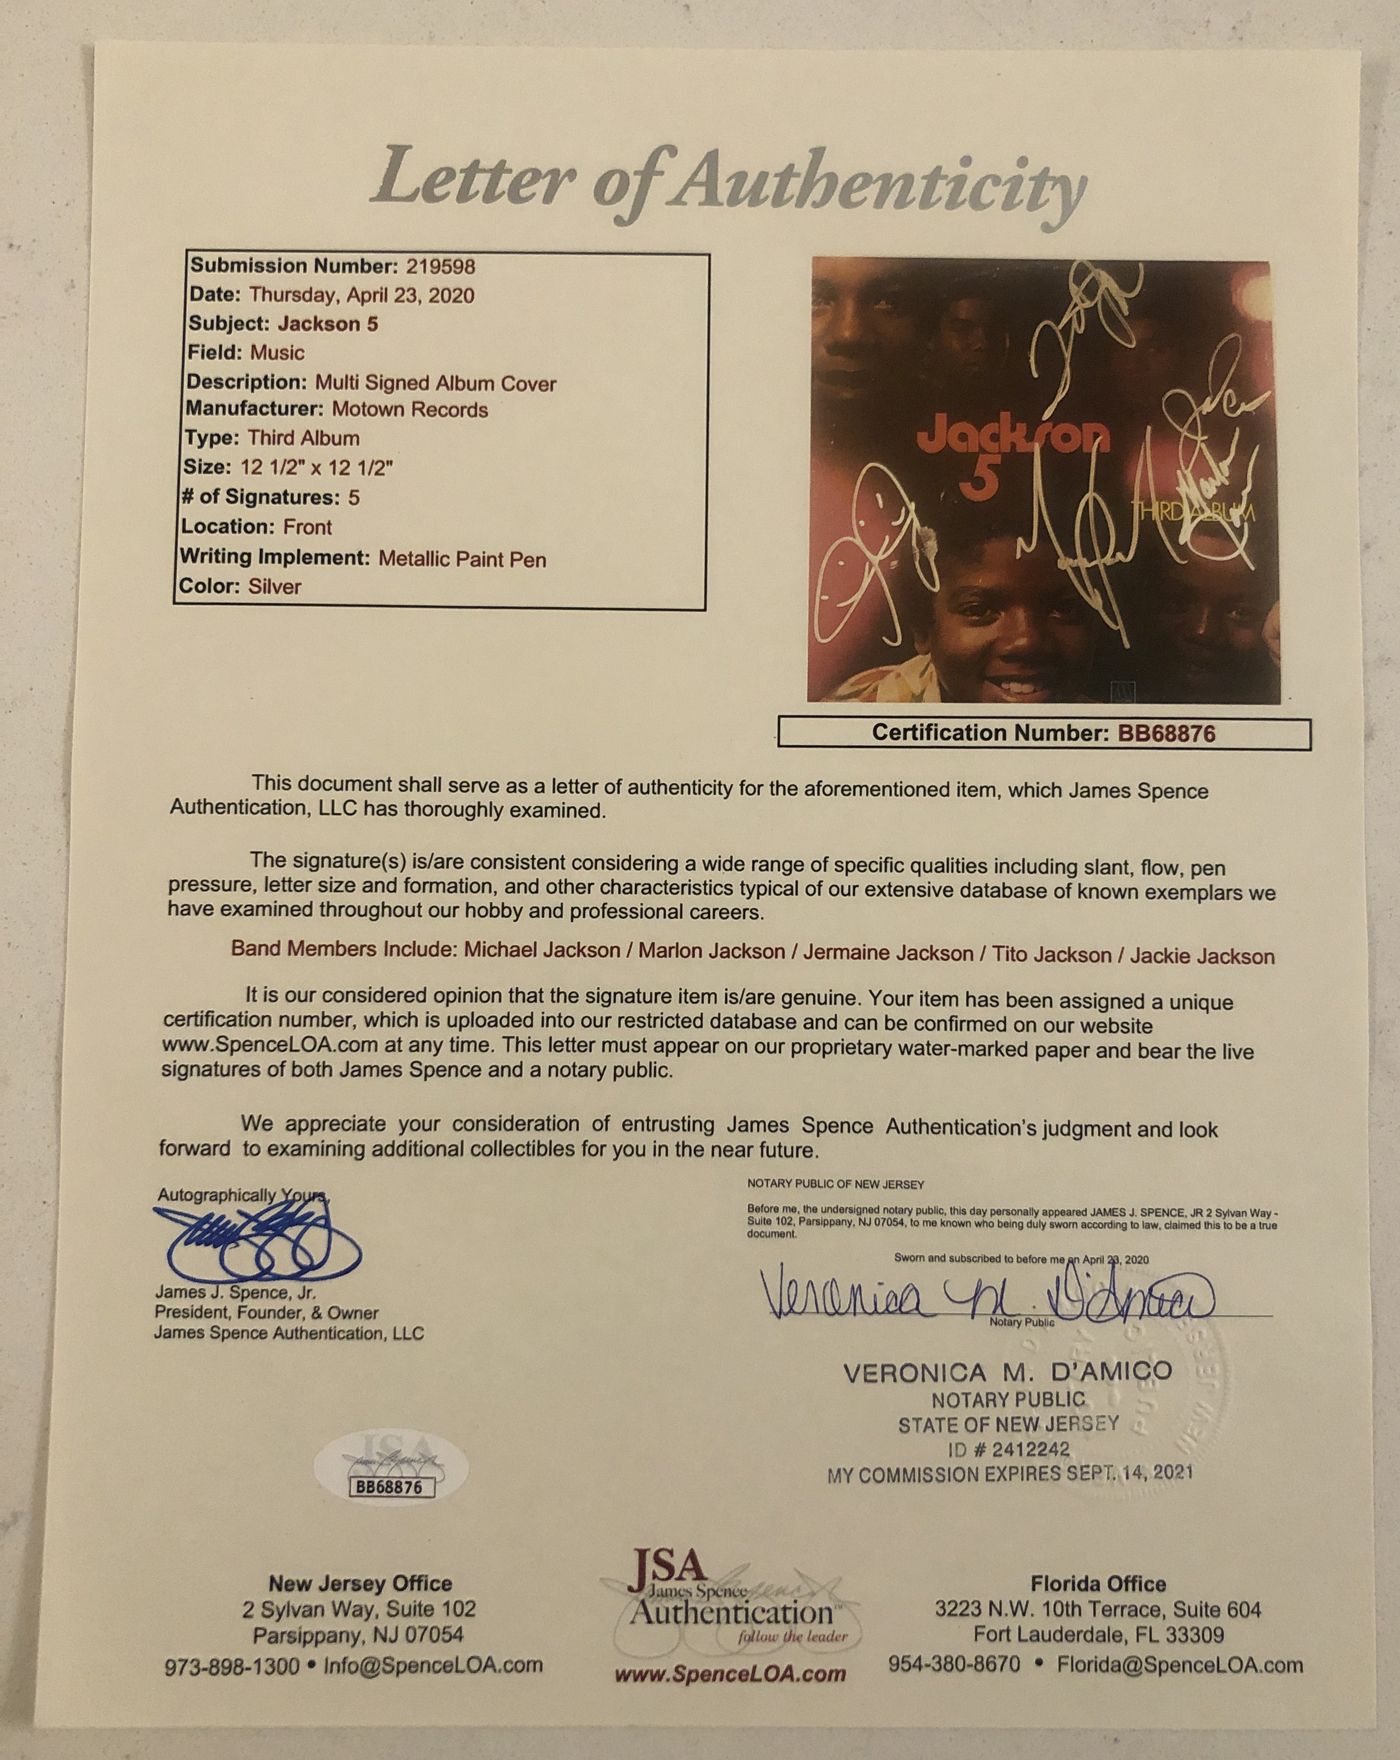 Letter of Authenticity
Submission Number: 219598
Date: Thursday, April 23, 2020
Subject: Jackson 5
Field: Music
Description: Multi Signed Album Cover
Manufacturer: Motown Records
Type: Third Album
Size: 12 1/2" x 12 1/2"
# of Signatures: 5
Location: Front
Writing Implement: Metallic Paint Pen
Color: Silver
Jackson
5
THIRD ALBUM
Certification Number: BB68876
This document shall serve as a letter of authenticity for the aforementioned item, which James Spence
Authentication, LLC has thoroughly examined.
The signature(s) is/are consistent considering a wide range of specific qualities including slant, flow, pen
pressure, letter size and formation, and other characteristics typical of our extensive database of known exemplars we
have examined throughout our hobby and professional careers.
Band Members Include: Michael Jackson / Marlon Jackson / Jermaine Jackson / Tito Jackson / Jackie Jackson
It is our considered opinion that the signature item is/are genuine. Your item has been assigned a unique
certification number, which is uploaded into our restricted database and can be confirmed on our website
www.SpenceLOA.com at any time. This letter must appear on our proprietary water-marked paper and bear the live
signatures of both James Spence and a notary public.
We appreciate your consideration of entrusting James Spence Authentication's judgment and look
forward to examining additional collectibles for you in the near future.
Autographically Yours,
James J. Spence, Jr.
President, Founder, & Owner
James Spence Authentication, LLC
NOTARY PUBLIC OF NEW JERSEY
Before me, the undersigned notary public, this day personally appeared JAMES J. SPENCE, JR 2 Sylvan Way -
Suite 102, Parsippany, NJ 07054, to me known who being duly sworn according to law, claimed this to be a true
document.
Sworn and subscribed to before me on April 23, 2020
Veronica M. D'Amico
Notary Public
VERONICA M. D'AMICO
NOTARY PUBLIC
STATE OF NEW JERSEY
ID # 2412242
MY COMMISSION EXPIRES SEPT. 14, 2021
JSA
BB68876
New Jersey Office
2 Sylvan Way, Suite 102
Parsippany, NJ 07054
973-898-1300 • Info@SpenceLOA.com
JSA
James Spence
Authentication
follow the leader
www.SpenceLOA.com
Florida Office
3223 N.W. 10th Terrace, Suite 604
Fort Lauderdale, FL 33309
954-380-8670 • Florida@SpenceLOA.com